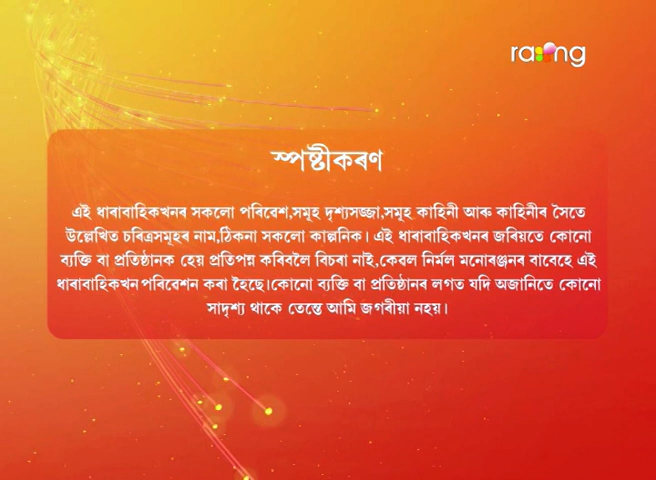 rang
স্পষ্টীকৰণ
এই ধাৰাবাহিকখনৰ সকলো পৰিৱেশ,সমূহ দৃশ্যসজ্জা,সমূহ কাহিনী আৰু কাহিনীৰ সৈতে
উল্লেখিত চৰিত্ৰসমূহৰ নাম,ঠিকনা সকলো কাল্পনিক। এই ধাৰাবাহিকখনৰ জৰিয়তে কোনো
ব্যক্তি বা প্ৰতিষ্ঠানক হেয় প্ৰতিপন্ন কৰিবলৈ বিচৰা নাই,কেৱল নিৰ্মল মনোৰঞ্জনৰ বাবেহে এই
ধাৰাবাহিকখন পৰিৱেশন কৰা হৈছে।কোনো ব্যক্তি বা প্ৰতিষ্ঠানৰ লগত যদি অজানিতে কোনো
সাদৃশ্য থাকে তেন্তে আমি জগৰীয়া নহয়।